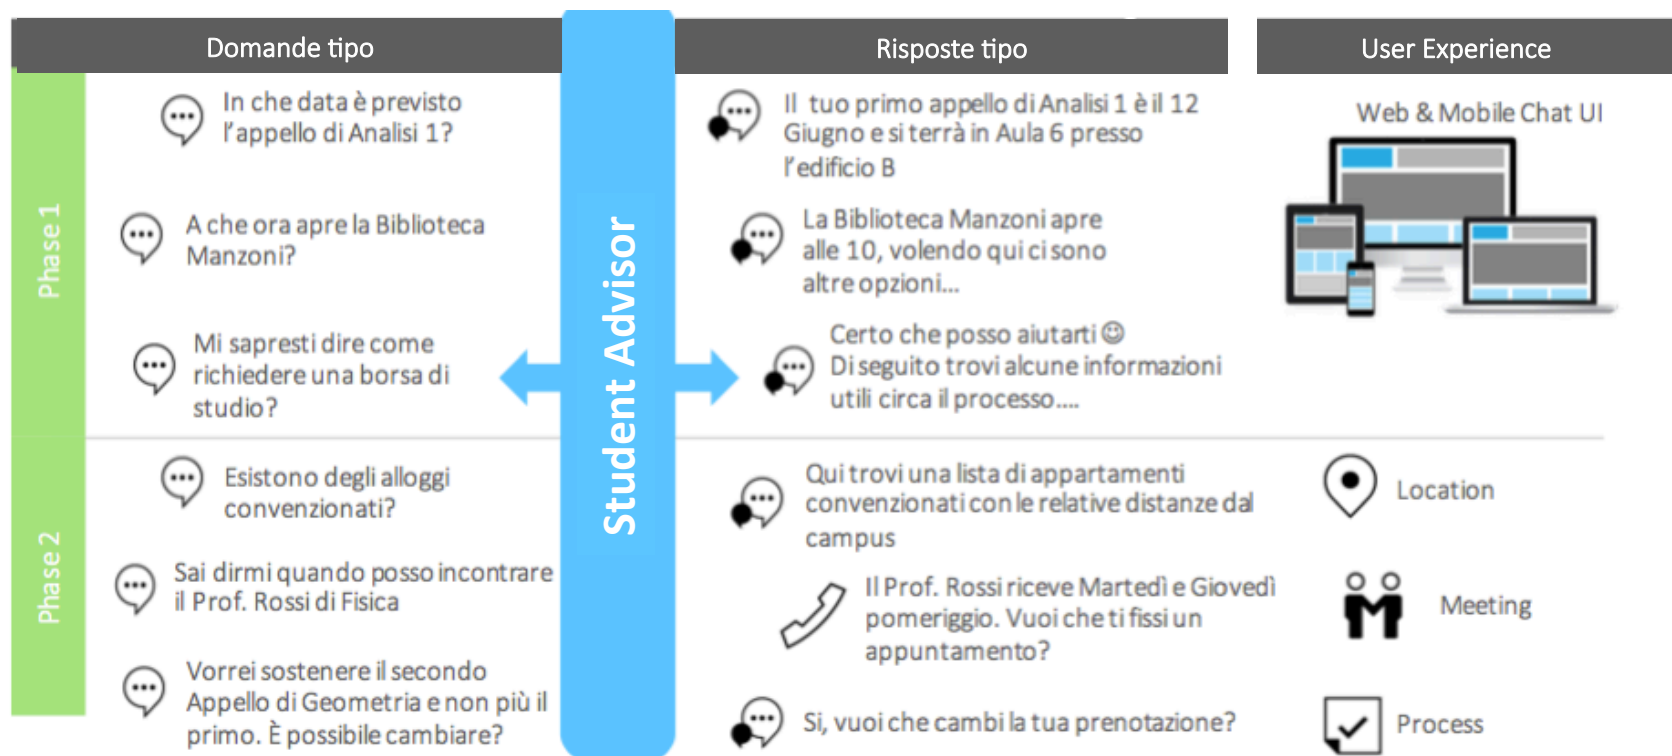 Domande tipo
Risposte tipo
User Experience
Phase 1
In che data è previsto
l'appello di Analisi 1?
A che ora apre la Biblioteca
Manzoni?
Mi sapresti dire come
richiedere una borsa di
studio?
Student Advisor
Il tuo primo appello di Analisi 1 è il 12
Giugno e si terrà in Aula 6 presso
l'edificio B
La Biblioteca Manzoni apre
alle 10, volendo qui ci sono
altre opzioni...
Certo che posso aiutarti ☺
Di seguito trovi alcune informazioni
utili circa il processo....
Web & Mobile Chat UI
Phase 2
Esistono degli alloggi
convenzionati?
Sai dirmi quando posso incontrare
il Prof. Rossi di Fisica
Vorrei sostenere il secondo
Appello di Geometria e non più il
primo. È possibile cambiare?
Qui trovi una lista di appartamenti
convenzionati con le relative distanze dal
campus
Il Prof. Rossi riceve Martedì e Giovedì
pomeriggio. Vuoi che ti fissi un
appuntamento?
Si, vuoi che cambi la tua prenotazione?
Location
Meeting
Process